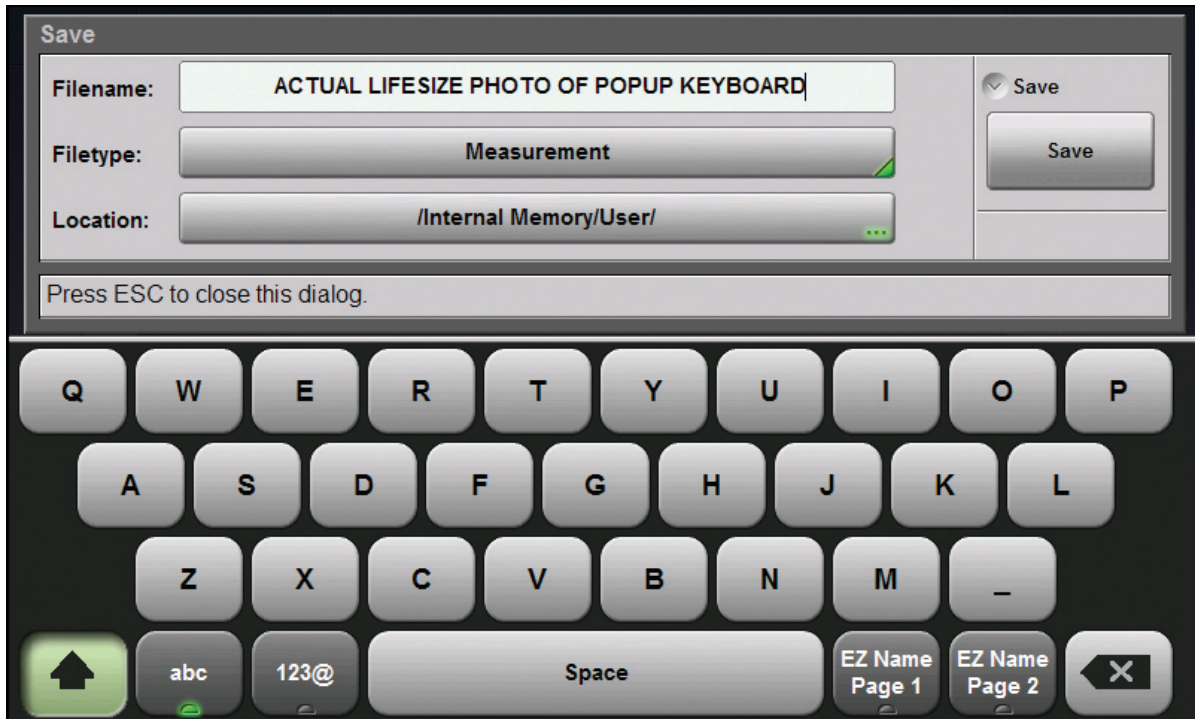 Save
Filename: ACTUAL LIFESIZE PHOTO OF POPUP KEYBOARD
Save
Filetype: Measurement
Save
Location: /Internal Memory/User/ ...
Press ESC to close this dialog.
Q W E R T Y U I O P
A S D F G H J K L
Z X C V B N M _
abc 123@ Space EZ Name Page 1 EZ Name Page 2